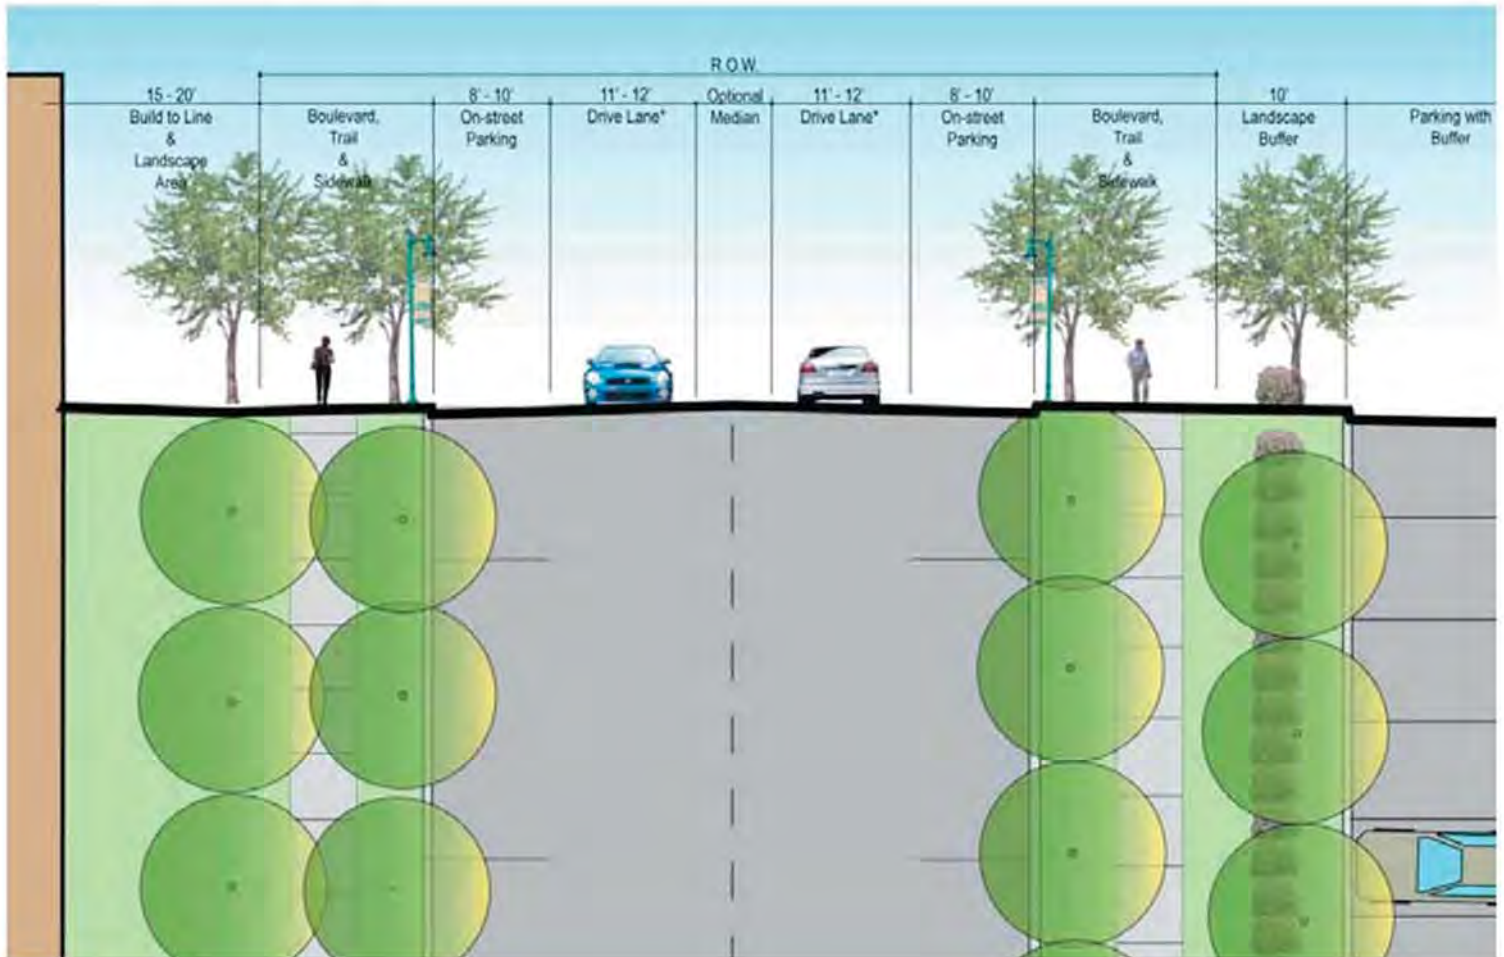 R.O.W.
15 - 20'
Build to Line
&
Landscape
Area
Boulevard,
Trail
&
Sidewalk
8' - 10'
On-street
Parking
11' - 12'
Drive Lane*
Optional
Median
11' - 12'
Drive Lane*
8' - 10'
On-street
Parking
Boulevard,
Trail
&
Sidewalk
10'
Landscape
Buffer
Parking with
Buffer